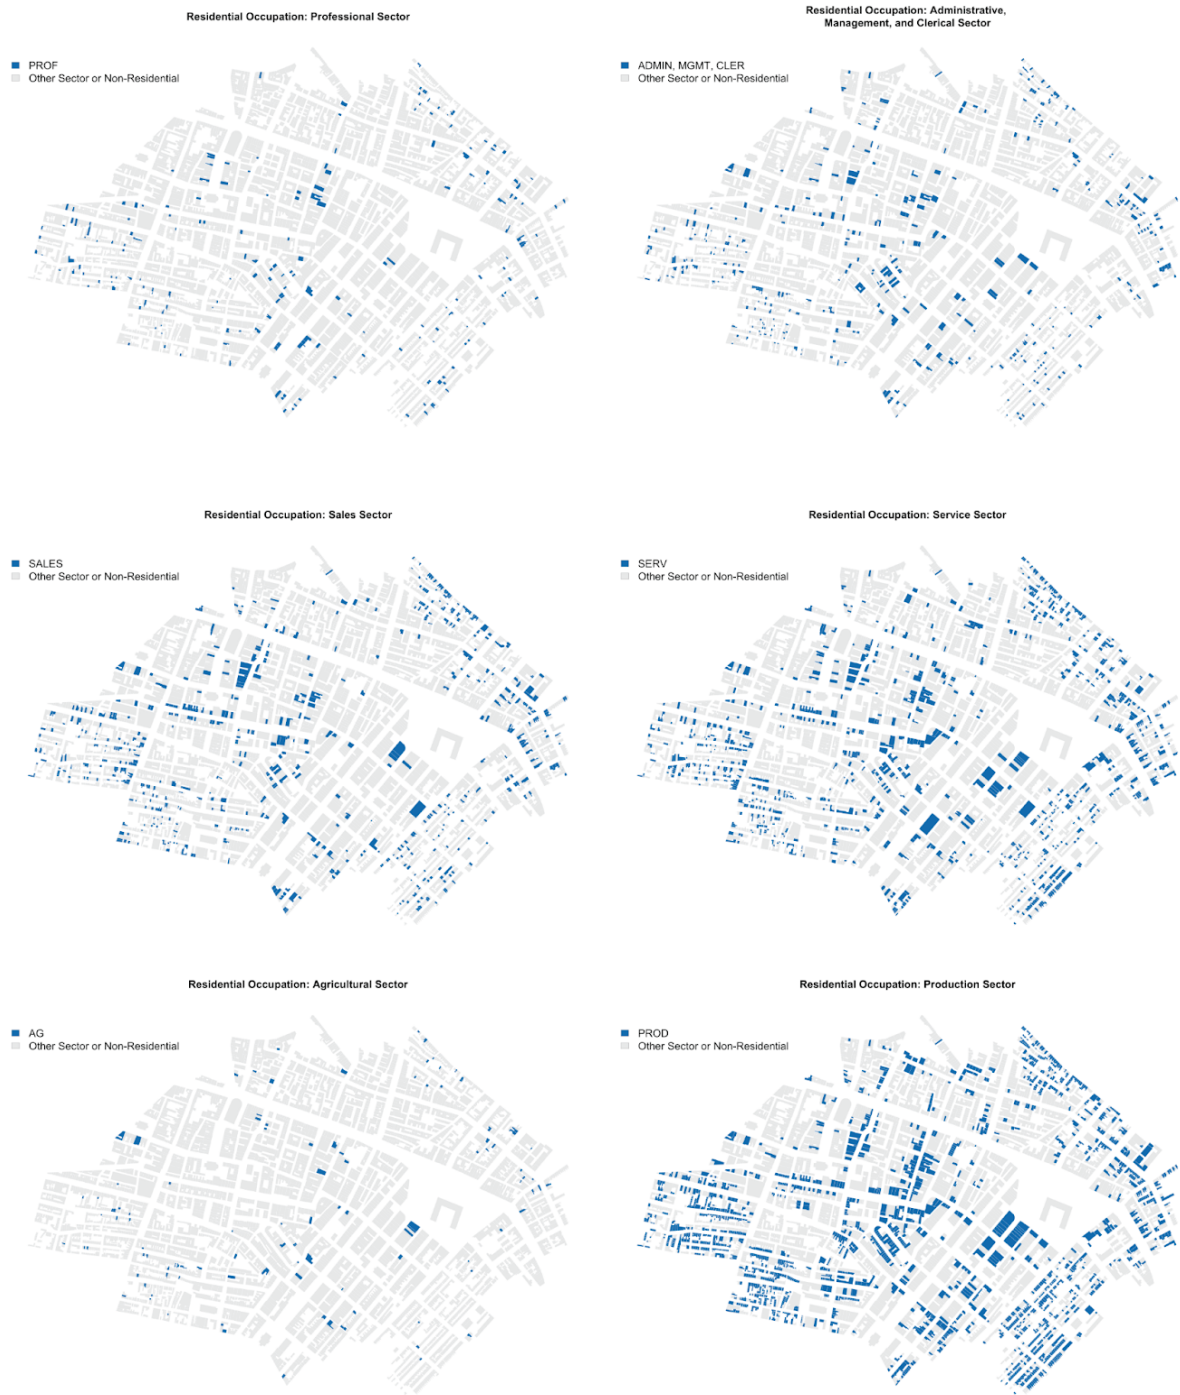 Residential Occupation: Professional Sector
PROF
Other Sector or Non-Residential
Residential Occupation: Administrative,
Management, and Clerical Sector
ADMIN, MGMT, CLER
Other Sector or Non-Residential
Residential Occupation: Sales Sector
SALES
Other Sector or Non-Residential
Residential Occupation: Service Sector
SERV
Other Sector or Non-Residential
Residential Occupation: Agricultural Sector
AG
Other Sector or Non-Residential
Residential Occupation: Production Sector
PROD
Other Sector or Non-Residential